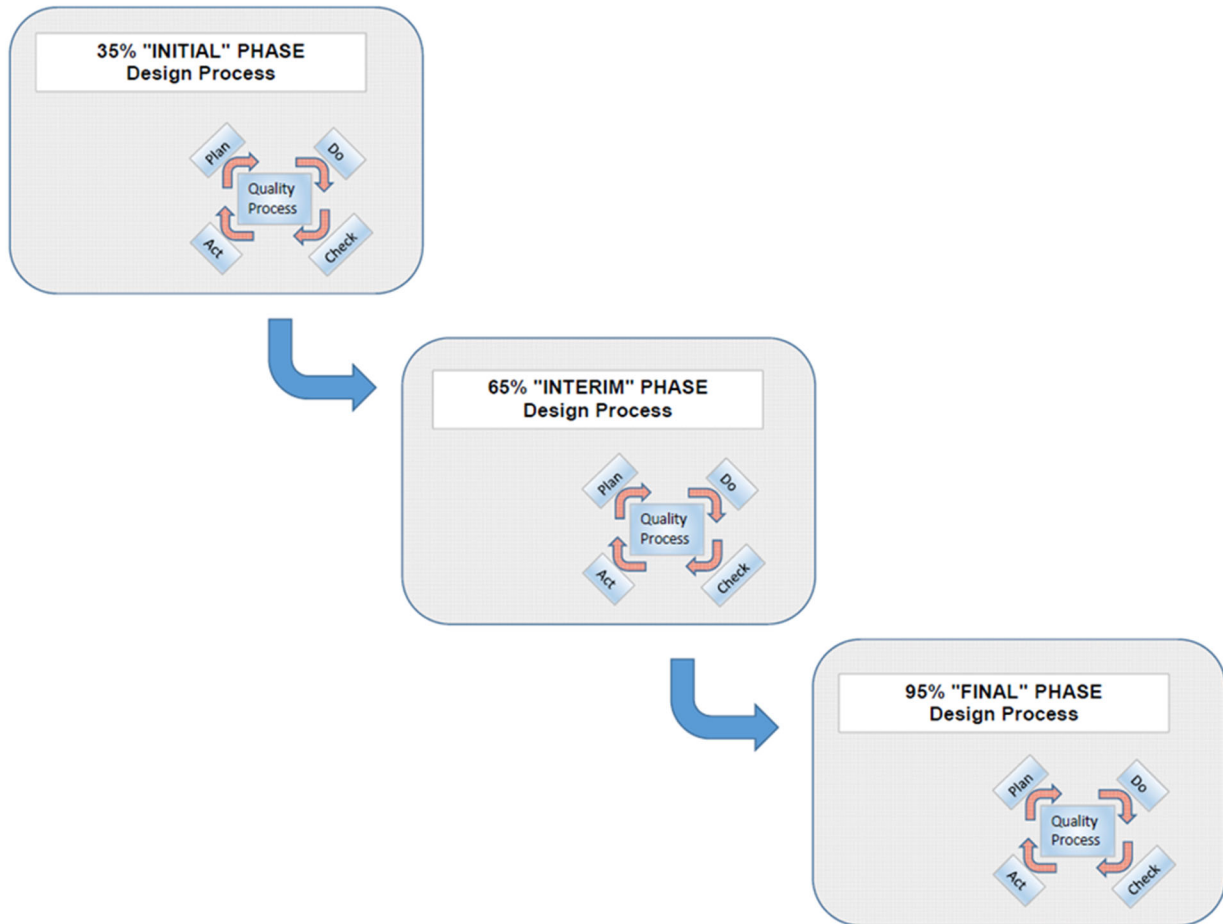 35% "INITIAL" PHASE
Design Process
Plan
Do
Quality
Process
Act
Check
65% "INTERIM" PHASE
Design Process
Plan
Do
Quality
Process
Act
Check
95% "FINAL" PHASE
Design Process
Plan
Do
Quality
Process
Act
Check